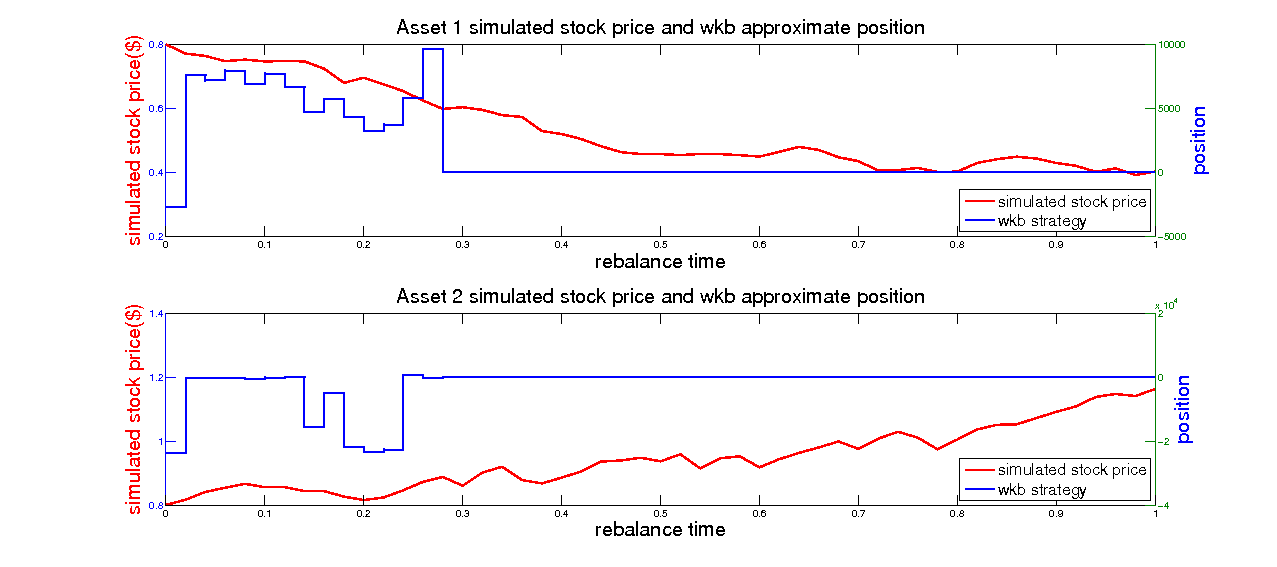 Asset 1 simulated stock price and wkb approximate position
simulated stock price($)
0.8
0.6
0.4
0.2
10000
5000
0
−5000
position
simulated stock price
wkb strategy
0 0.1 0.2 0.3 0.4 0.5 0.6 0.7 0.8 0.9 1
rebalance time
Asset 2 simulated stock price and wkb approximate position
simulated stock price($)
1.4
1.2
1
0.8
x 10^4
2
0
−2
−4
position
simulated stock price
wkb strategy
0 0.1 0.2 0.3 0.4 0.5 0.6 0.7 0.8 0.9 1
rebalance time